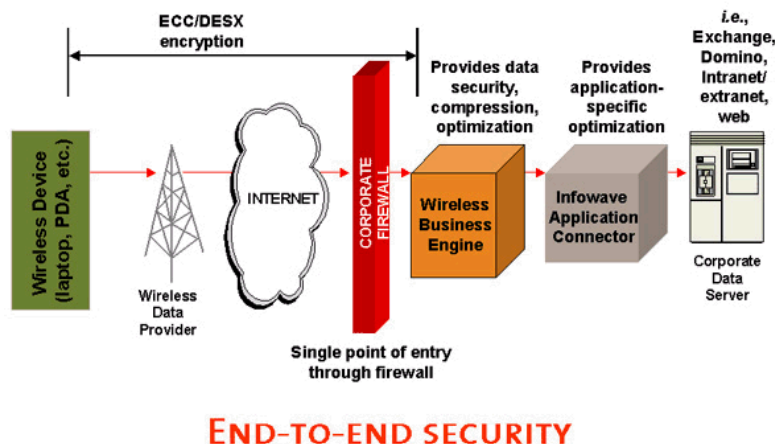 ECC/DESX
encryption
i.e.,
Exchange,
Domino,
Intranet/
extranet,
web
Provides data
security,
compression,
optimization
Provides
application-
specific
optimization
Wireless Device
(laptop, PDA, etc.)
INTERNET
CORPORATE
FIREWALL
Wireless
Business
Engine
Infowave
Application
Connector
Wireless
Data
Provider
Corporate
Data
Server
Single point of entry
through firewall
END-TO-END SECURITY